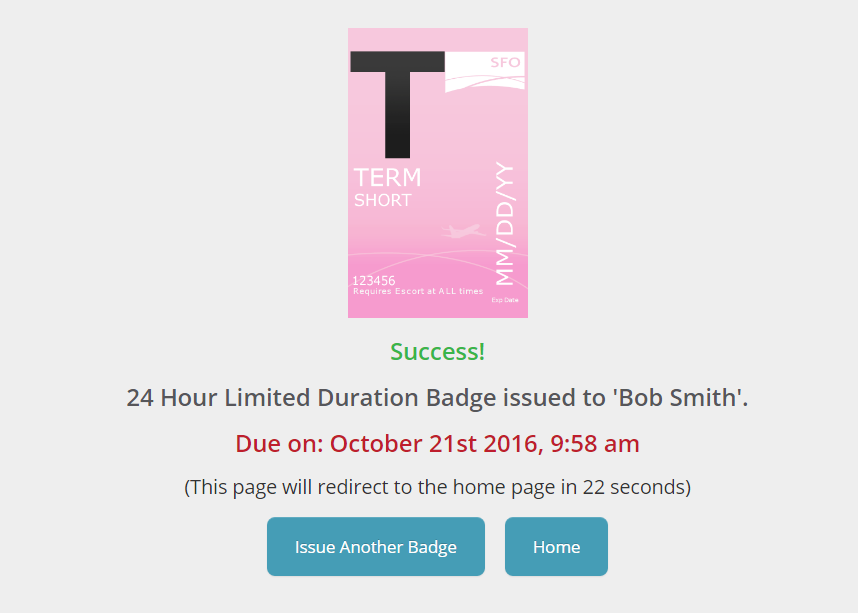 T
SFO
TERM
SHORT
MM/DD/YY
123456
Requires Escort at ALL times
Exp Date
Success!
24 Hour Limited Duration Badge issued to 'Bob Smith'.
Due on: October 21st 2016, 9:58 am
(This page will redirect to the home page in 22 seconds)
Issue Another Badge
Home